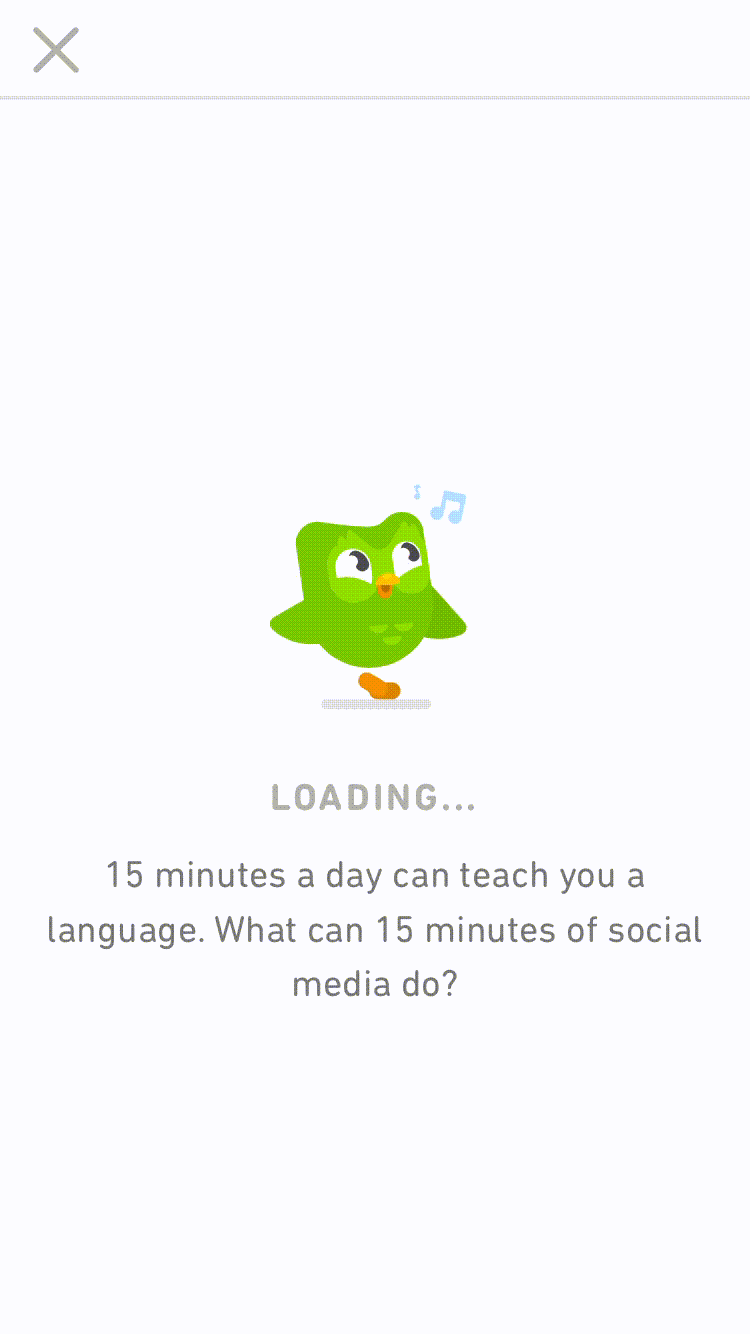 LOADING...
15 minutes a day can teach you a
language. What can 15 minutes of social
media do?